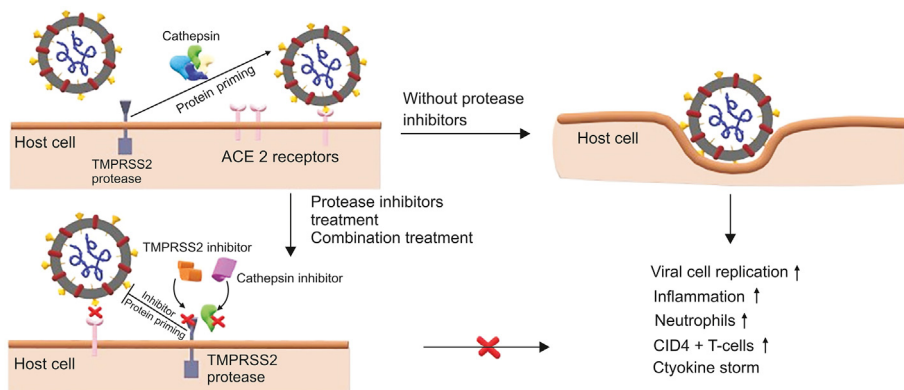 Cathepsin
Protein priming
Host cell
TMPRSS2
protease
ACE 2 receptors
Without protease
inhibitors
Host cell
Protease inhibitors
treatment
Combination treatment
TMPRSS2 inhibitor
Cathepsin inhibitor
Inhibitor
Protein priming
Host cell
TMPRSS2
protease
Viral cell replication ↑
Inflammation ↑
Neutrophils ↑
CID4 + T-cells ↑
Ctyokine storm